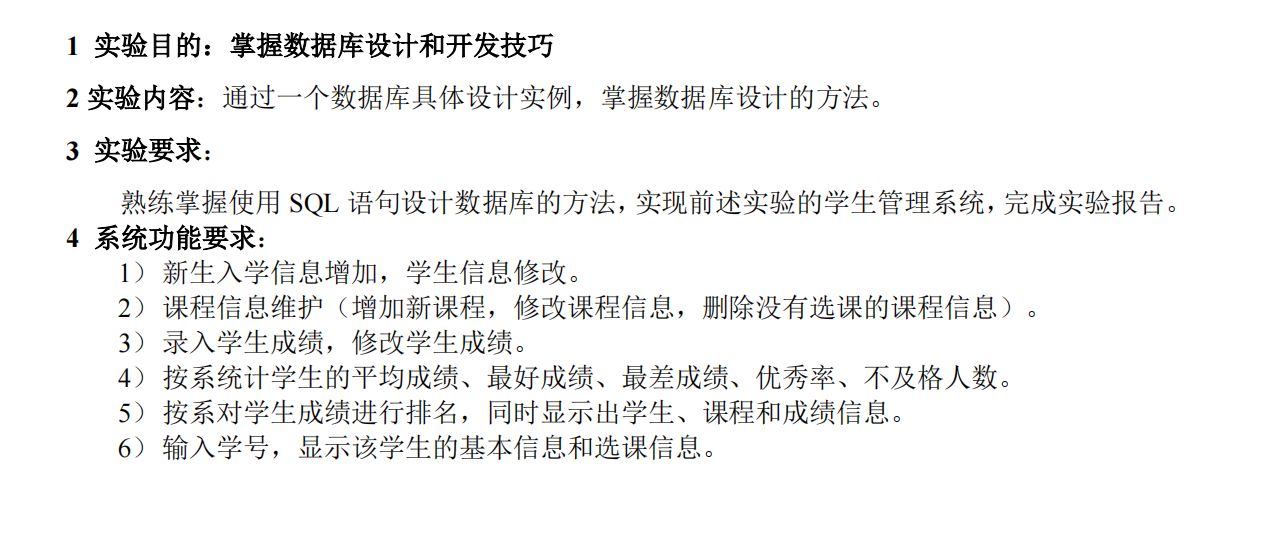 1 实验目的：掌握数据库设计和开发技巧
2 实验内容：通过一个数据库具体设计实例，掌握数据库设计的方法。
3 实验要求：
熟练掌握使用 SQL 语句设计数据库的方法，实现前述实验的学生管理系统，完成实验报告。
4 系统功能要求：
1） 新生入学信息增加，学生信息修改。
2） 课程信息维护（增加新课程，修改课程信息，删除没有选课的课程信息）。
3） 录入学生成绩，修改学生成绩。
4） 按系统计学生的平均成绩、最好成绩、最差成绩、优秀率、不及格人数。
5） 按系对学生成绩进行排名，同时显示出学生、课程和成绩信息。
6） 输入学号，显示该学生的基本信息和选课信息。